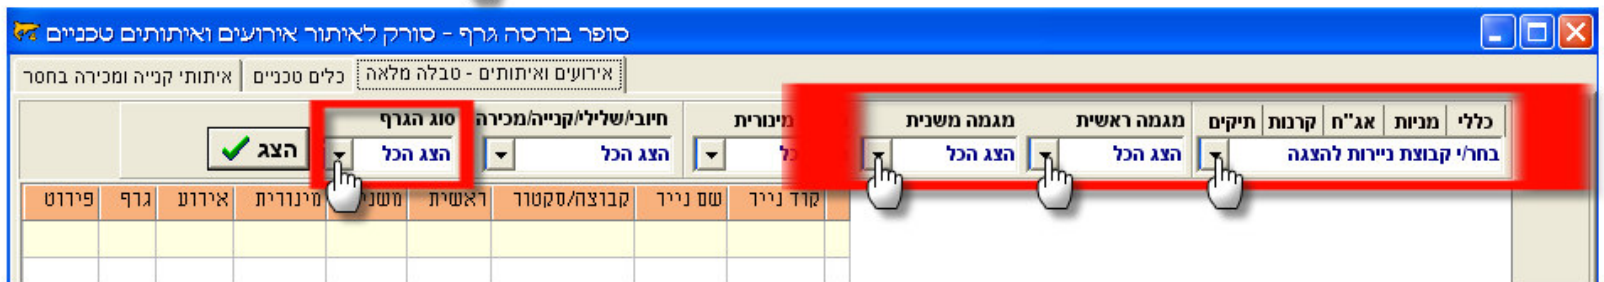 סופר בורסה גרף - סורק לאיתור אירועים ואיתותים טכניים
אירועים ואיתותים - טבלה מלאה כלים טכניים איתותי קנייה ומכירה בחסר
כללי מניות אג"ח קרנות תיקים מגמה ראשית מגמה משנית מינורית חיובי/שלילי/קנייה/מכירה סוג הגרף
בחר/י קבוצת ניירות להצגה הצג הכל הצג הכל הצג הכל הצג הכל הצג
קוד נייר שם נייר קבוצה/סקטור ראשית מינורית אירוע גרף פירוט